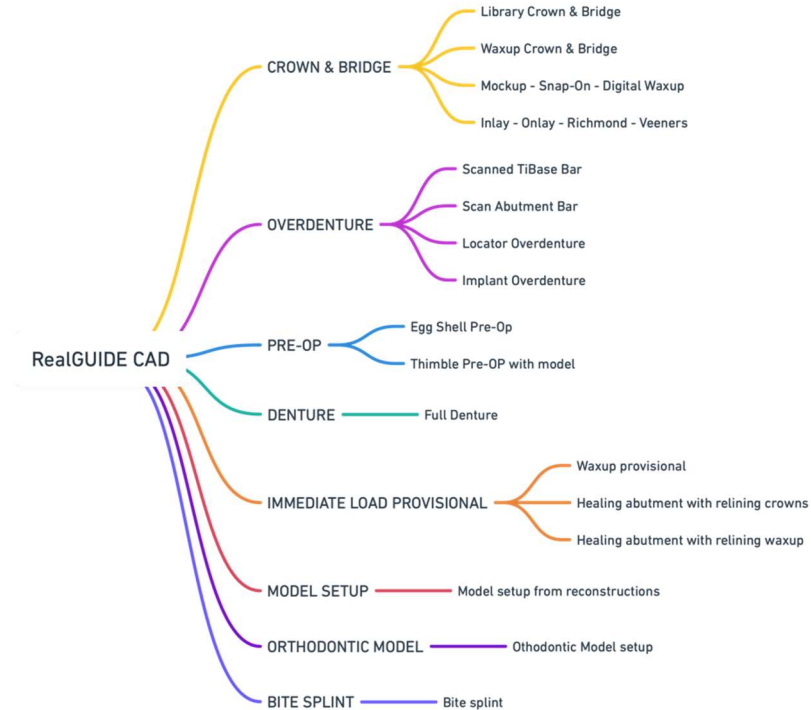 RealGUIDE CAD
CROWN & BRIDGE
Library Crown & Bridge
Waxup Crown & Bridge
Mockup - Snap-On - Digital Waxup
Inlay - Onlay - Richmond - Veeners
OVERDENTURE
Scanned TiBase Bar
Scan Abutment Bar
Locator Overdenture
Implant Overdenture
PRE-OP
Egg Shell Pre-Op
Thimble Pre-OP with model
DENTURE
Full Denture
IMMEDIATE LOAD PROVISIONAL
Waxup provisional
Healing abutment with relining crowns
Healing abutment with relining waxup
MODEL SETUP
Model setup from reconstructions
ORTHODONTIC MODEL
Othodontic Model setup
BITE SPLINT
Bite splint